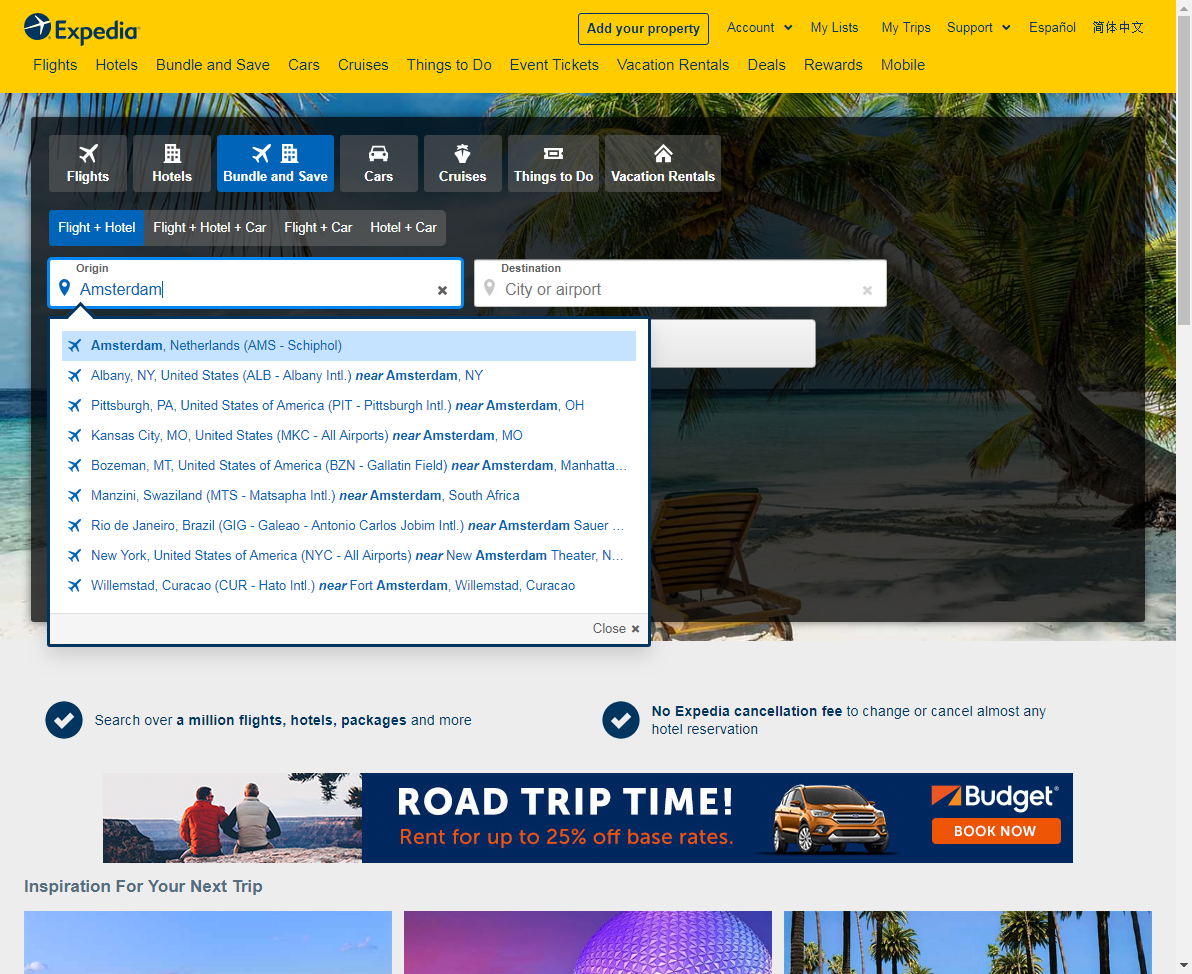 Expedia
Add your property
Account
My Lists
My Trips
Support
Español
简体中文
Flights
Hotels
Bundle and Save
Cars
Cruises
Things to Do
Event Tickets
Vacation Rentals
Deals
Rewards
Mobile
Flights
Hotels
Bundle and Save
Cars
Cruises
Things to Do
Vacation Rentals
Flight + Hotel
Flight + Hotel + Car
Flight + Car
Hotel + Car
Origin
Amsterdam
Destination
City or airport
Amsterdam, Netherlands (AMS - Schiphol)
Albany, NY, United States (ALB - Albany Intl.) near Amsterdam, NY
Pittsburgh, PA, United States of America (PIT - Pittsburgh Intl.) near Amsterdam, OH
Kansas City, MO, United States (MKC - All Airports) near Amsterdam, MO
Bozeman, MT, United States of America (BZN - Gallatin Field) near Amsterdam, Manhatta…
Manzini, Swaziland (MTS - Matsapha Intl.) near Amsterdam, South Africa
Rio de Janeiro, Brazil (GIG - Galeao - Antonio Carlos Jobim Intl.) near Amsterdam Sauer …
New York, United States of America (NYC - All Airports) near New Amsterdam Theater, N…
Willemstad, Curacao (CUR - Hato Intl.) near Fort Amsterdam, Willemstad, Curacao
Close
Search over a million flights, hotels, packages and more
No Expedia cancellation fee to change or cancel almost any
hotel reservation
ROAD TRIP TIME!
Rent for up to 25% off base rates.
Budget®
BOOK NOW
Inspiration For Your Next Trip